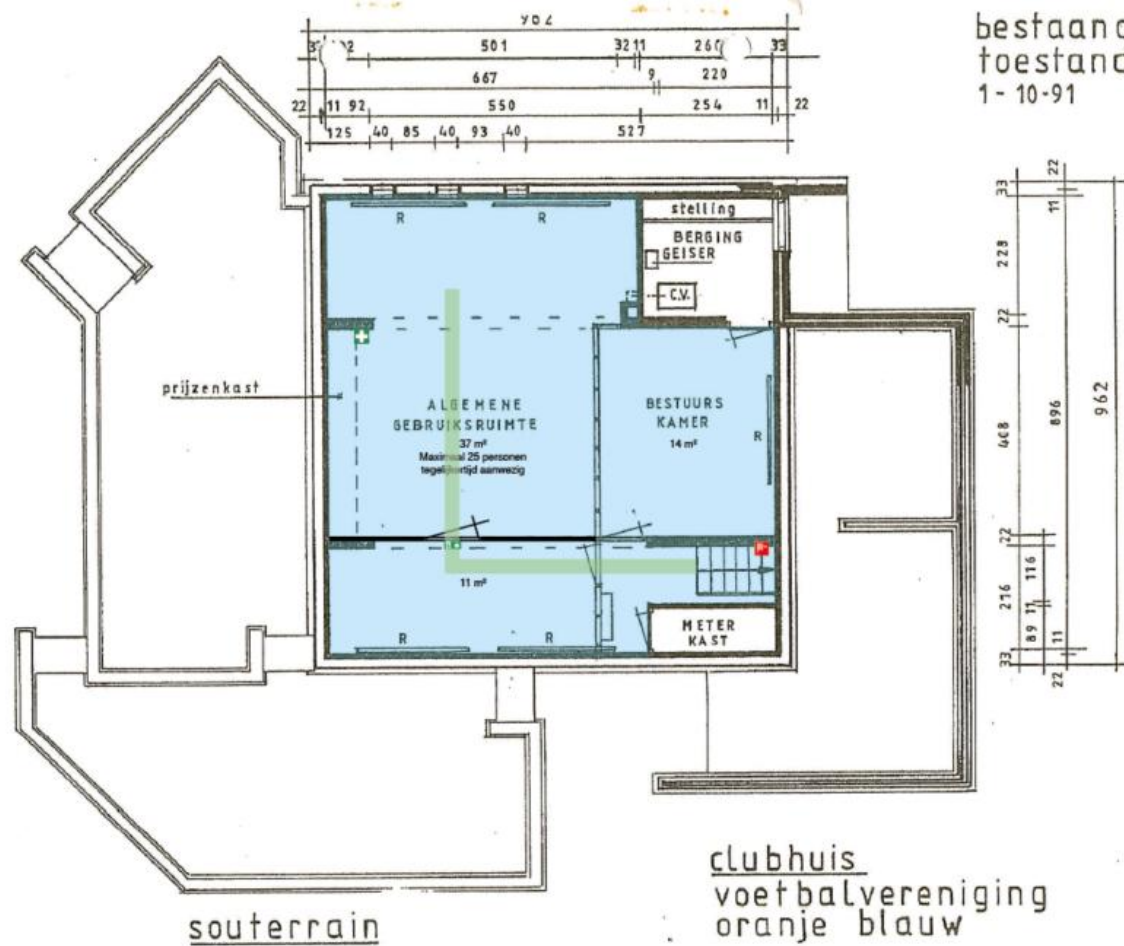 962
501
32
11
260
33
667
9
220
22
11
92
550
254
11
22
125
40
85
40
93
40
527
bestaand
toestand
1-10-91
R
R
stelling
BERGING
GEISER
C.V.
prijzenkast
ALGEMENE
GEBRUIKSRUIMTE
37 m²
Maximaal 25 personen
tegelijkertijd aanwezig
BESTUURS
KAMER
14 m²
R
11 m²
R
R
METER
KAST
33
228
22
468
22
216
33
116
11
89
22
11
896
11
22
962
souterrain
clubhuis
voetbalvereniging
oranje blauw